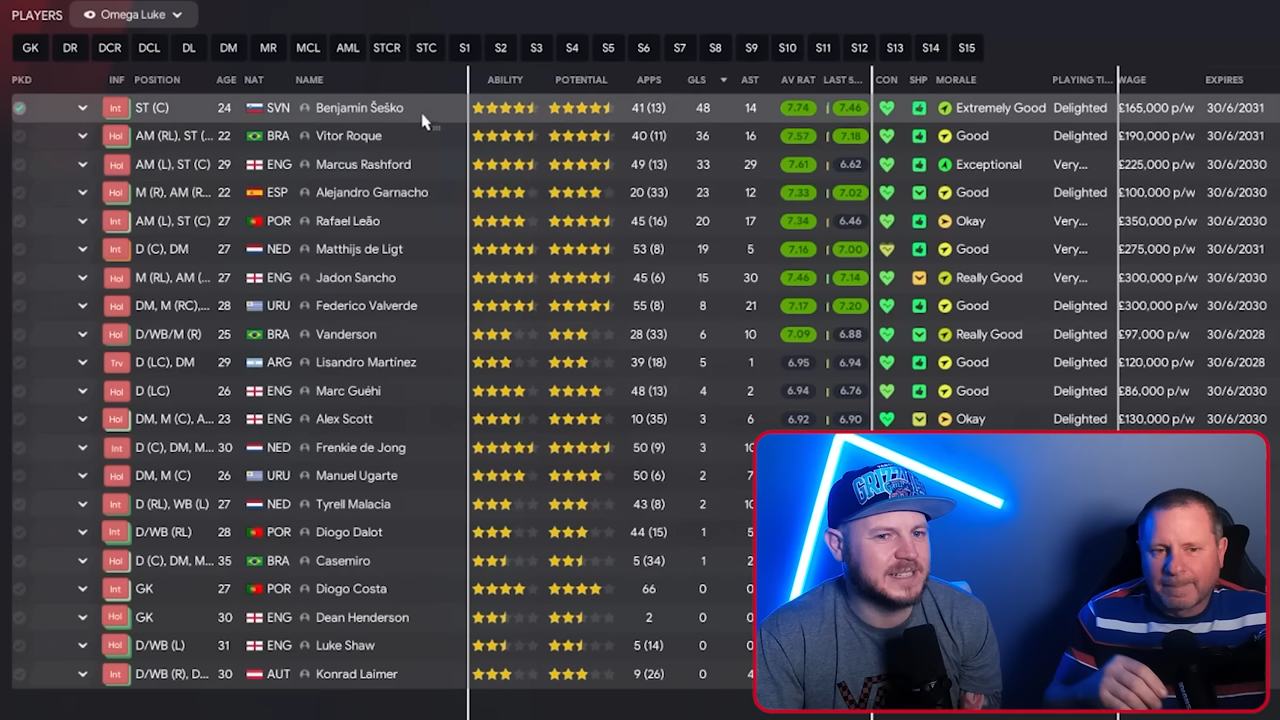 PLAYERS Omega Luke
GK DR DCR DCL DL DM MR MCL AML STCR STC S1 S2 S3 S4 S5 S6 S7 S8 S9 S10 S11 S12 S13 S14 S15
PKD INF POSITION AGE NAT NAME ABILITY POTENTIAL APPS GLS AST AV RAT LAST 5... CON SHP MORALE PLAYING TI... WAGE EXPIRES
Int ST (C) 24 SVN Benjamin Šeško 41 (13) 48 14 7.74 7.46 Extremely Good Delighted £165,000 p/w 30/6/2031
Hol AM (RL), ST (... 22 BRA Vitor Roque 40 (11) 36 16 7.57 7.18 Good Delighted £190,000 p/w 30/6/2031
Hol AM (L), ST (C) 29 ENG Marcus Rashford 49 (13) 33 29 7.61 6.62 Exceptional Very... £225,000 p/w 30/6/2030
Hol M (R), AM (R... 22 ESP Alejandro Garnacho 20 (33) 23 12 7.33 7.02 Good Delighted £100,000 p/w 30/6/2030
Int AM (L), ST (C) 27 POR Rafael Leão 45 (16) 20 17 7.34 6.46 Okay Very... £350,000 p/w 30/6/2030
Int D (C), DM 27 NED Matthijs de Ligt 53 (8) 19 5 7.16 7.00 Good Very... £275,000 p/w 30/6/2031
Hol M (RL), AM (... 27 ENG Jadon Sancho 45 (6) 15 30 7.46 7.14 Really Good Very... £300,000 p/w 30/6/2030
Hol DM, M (RC),... 28 URU Federico Valverde 55 (8) 8 21 7.17 7.20 Good Delighted £300,000 p/w 30/6/2030
Hol D/WB/M (R) 25 BRA Vanderson 28 (33) 6 10 7.09 6.88 Really Good Delighted £97,000 p/w 30/6/2028
Trv D (LC), DM 29 ARG Lisandro Martínez 39 (18) 5 1 6.95 6.94 Good Delighted £120,000 p/w 30/6/2028
Hol D (LC) 26 ENG Marc Guéhi 48 (13) 4 2 6.94 6.76 Good Delighted £86,000 p/w 30/6/2030
Hol DM, M (C), A... 23 ENG Alex Scott 10 (35) 3 6 6.92 6.90 Okay Delighted £130,000 p/w 30/6/2030
Int D (C), DM, M... 30 NED Frenkie de Jong 50 (9) 3
Hol DM, M (C) 26 URU Manuel Ugarte 50 (6) 2
Int D (RL), WB (L) 27 NED Tyrell Malacia 43 (8) 2
Int D/WB (RL) 28 POR Diogo Dalot 44 (15) 1
Hol D (C), DM, M... 35 BRA Casemiro 5 (34) 1
Int GK 27 POR Diogo Costa 66 0
Hol GK 30 ENG Dean Henderson 2 0
Hol D/WB (L) 31 ENG Luke Shaw 5 (14) 0
Int D/WB (R), D... 30 AUT Konrad Laimer 9 (26) 0
GRIZZLIES